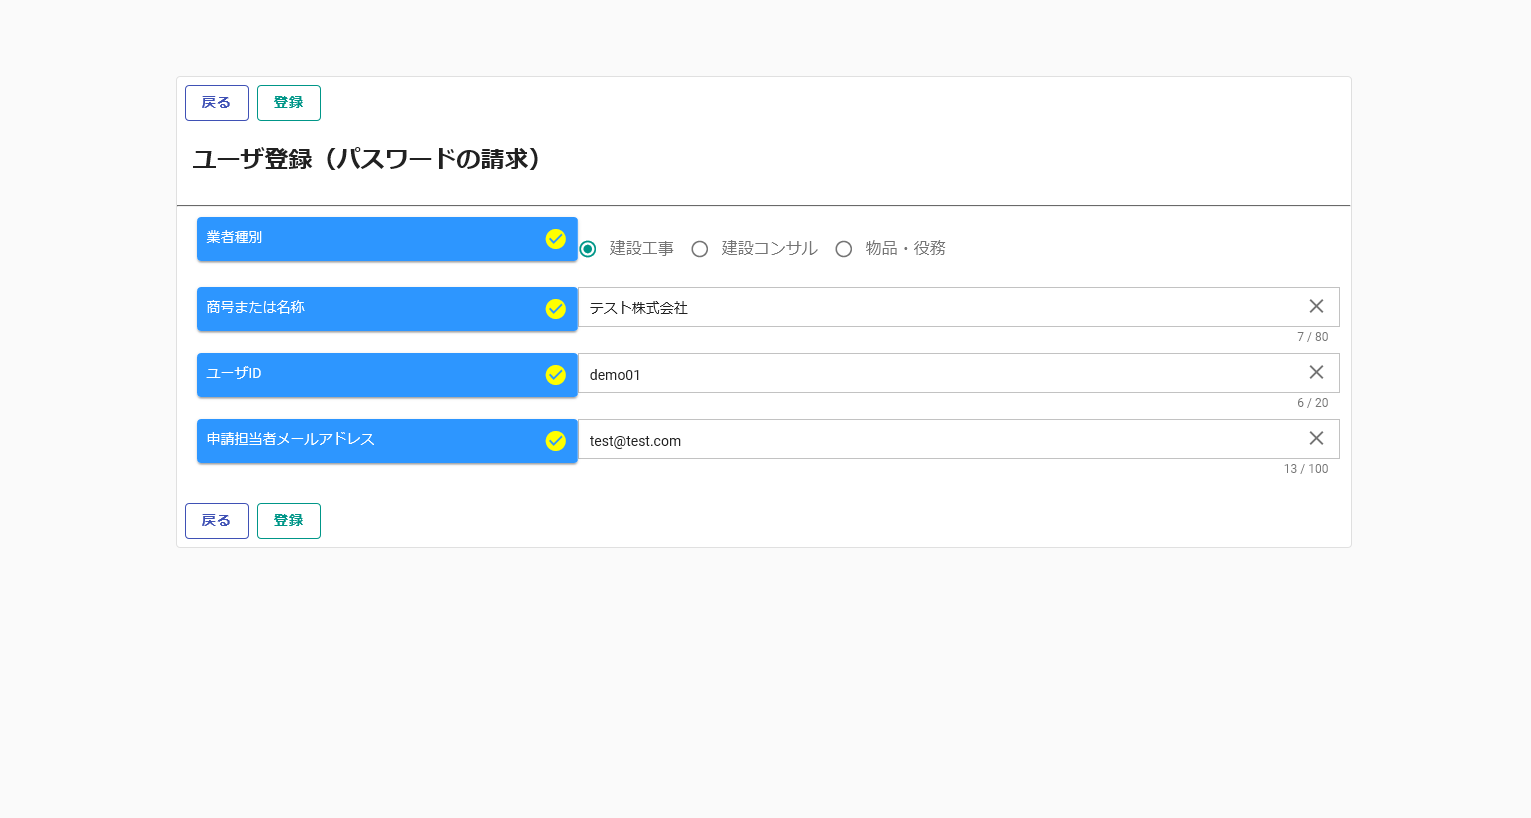 戻る 登録
ユーザ登録（パスワードの請求）
業者種別 建設工事 建設コンサル 物品・役務
商号または名称 テスト株式会社
7 / 80
ユーザID demo01
6 / 20
申請担当者メールアドレス test@test.com
13 / 100
戻る 登録